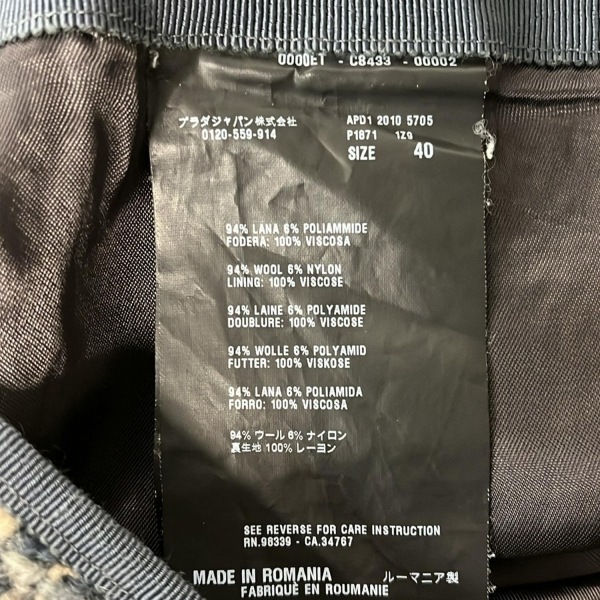 0000ET - C8433 - 00002
プラダジャパン株式会社
0120-559-914
APD1 2010 5705
P1871 1Z9
SIZE 40
94% LANA 6% POLIAMMIDE
FODERA: 100% VISCOSA
94% WOOL 6% NYLON
LINING: 100% VISCOSE
94% LAINE 6% POLYAMIDE
DOUBLURE: 100% VISCOSE
94% WOLLE 6% POLYAMID
FUTTER: 100% VISKOSE
94% LANA 6% POLIAMIDA
FORRO: 100% VISCOSA
94% ウール 6% ナイロン
裏生地 100% レーヨン
SEE REVERSE FOR CARE INSTRUCTION
RN.98339 - CA.34767
MADE IN ROMANIA ルーマニア製
FABRIQUÉ EN ROUMANIE